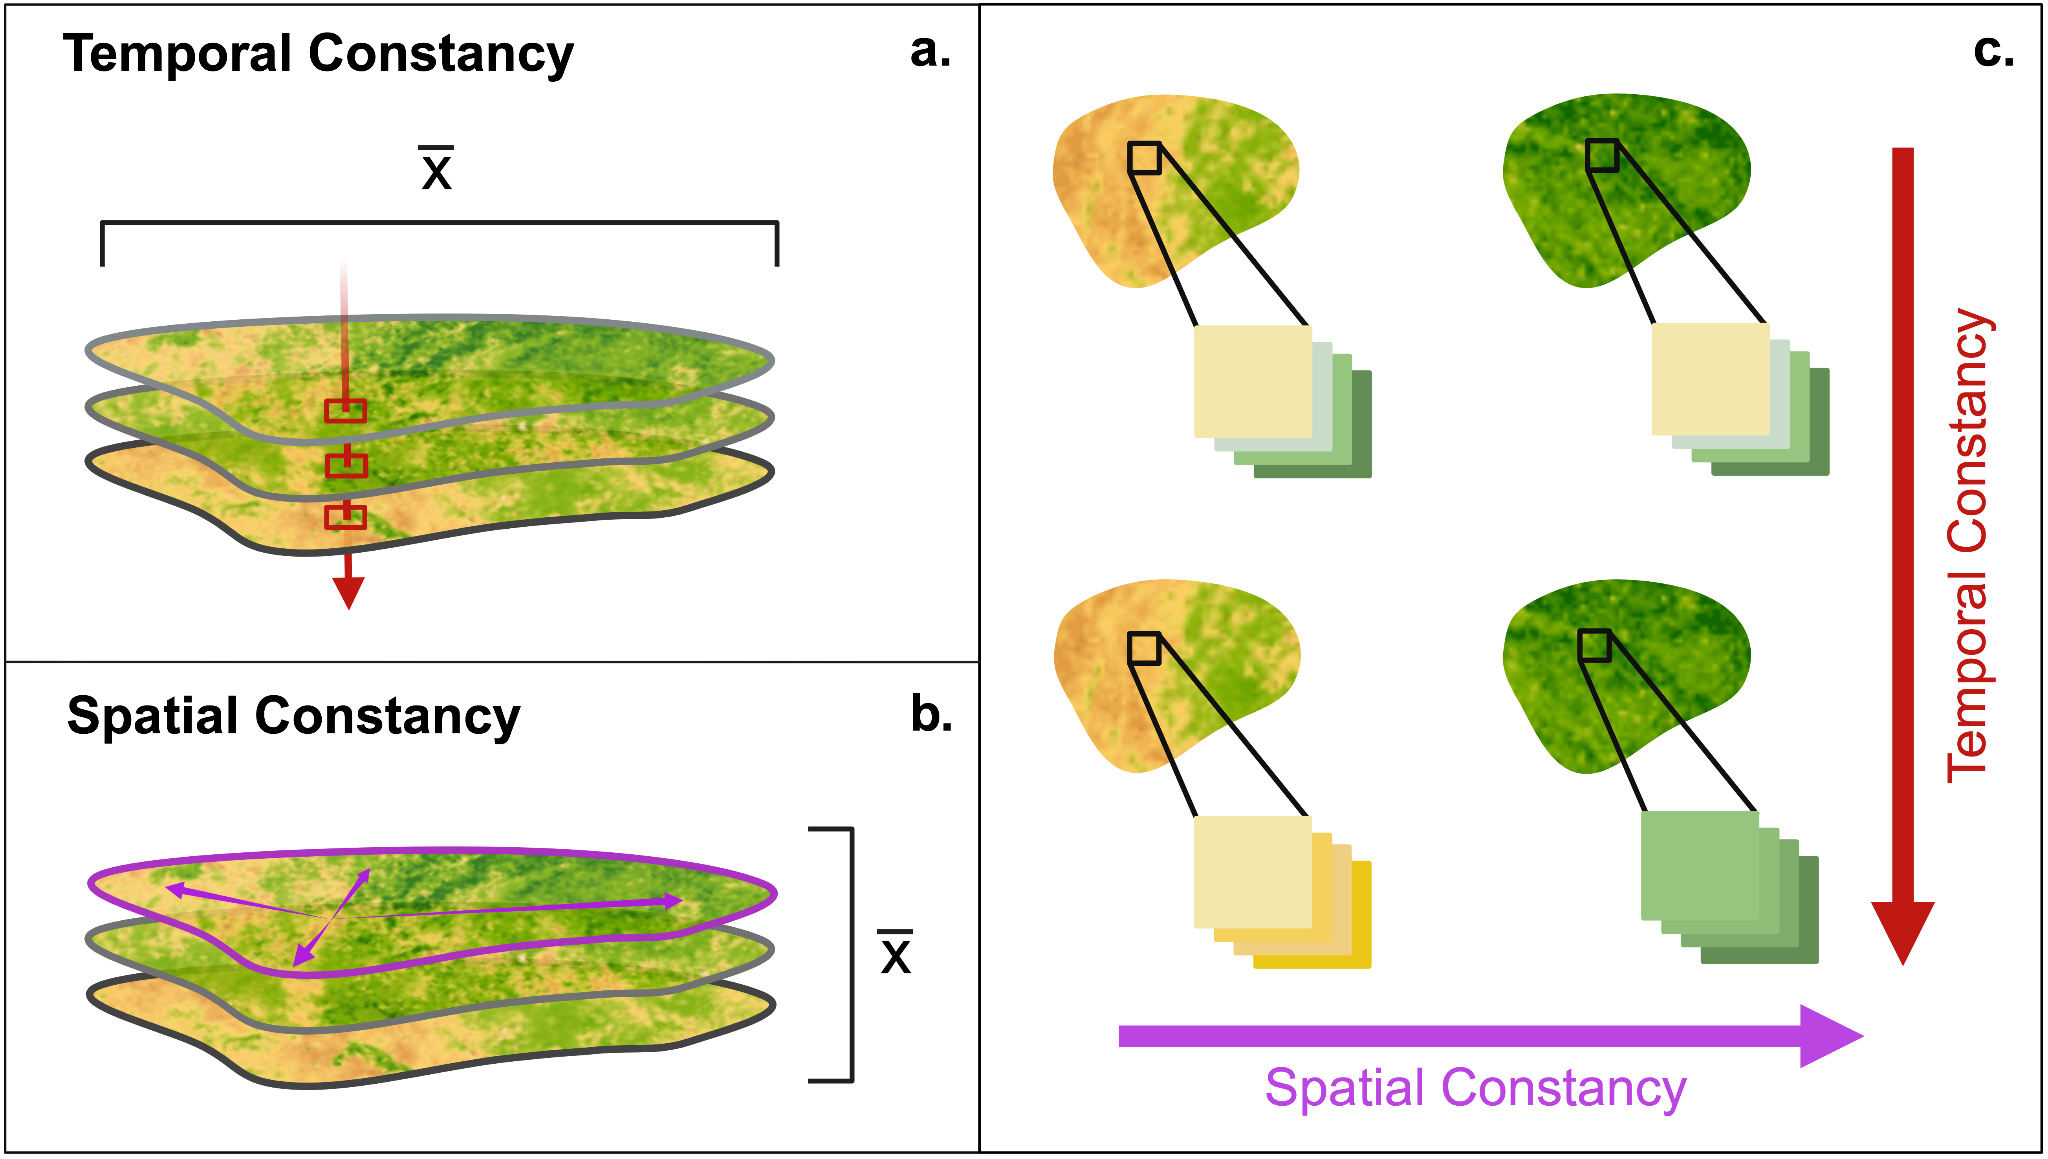 Temporal Constancy
a.
x̅
Spatial Constancy
b.
x̅
c.
Temporal Constancy
Spatial Constancy